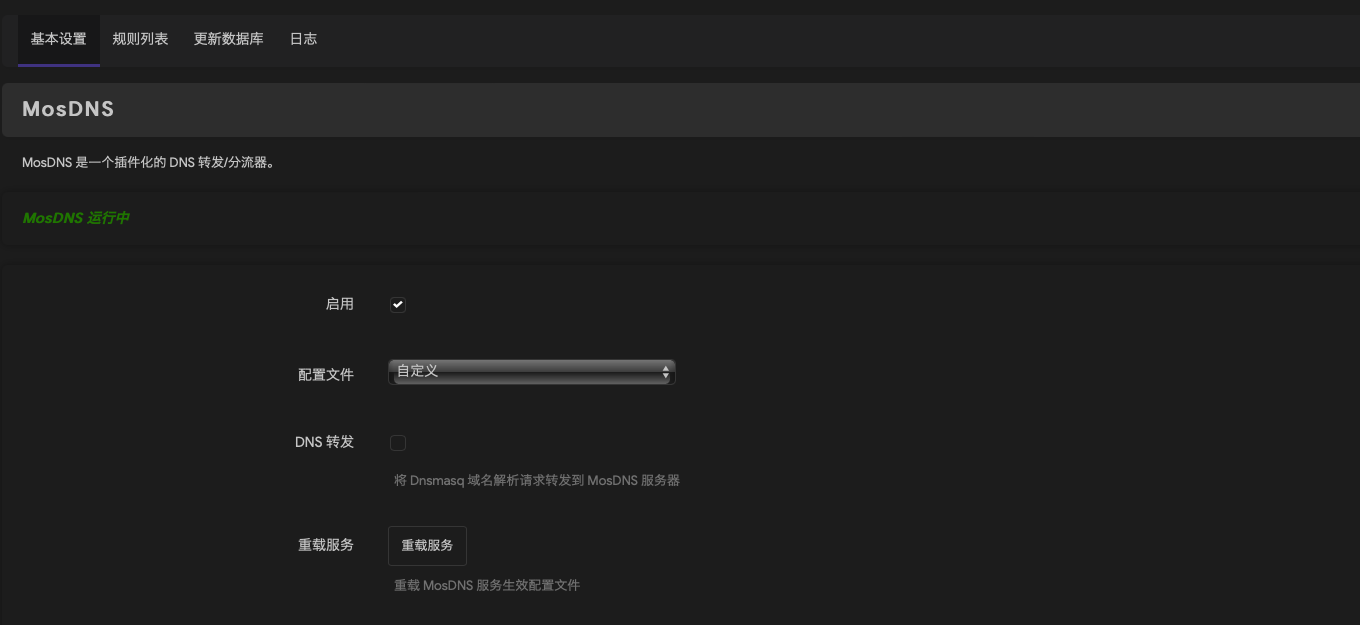 基本设置 规则列表 更新数据库 日志
MosDNS
MosDNS 是一个插件化的 DNS 转发/分流器。
MosDNS 运行中
启用
配置文件 自定义
DNS 转发
将 Dnsmasq 域名解析请求转发到 MosDNS 服务器
重载服务 重载服务
重载 MosDNS 服务生效配置文件